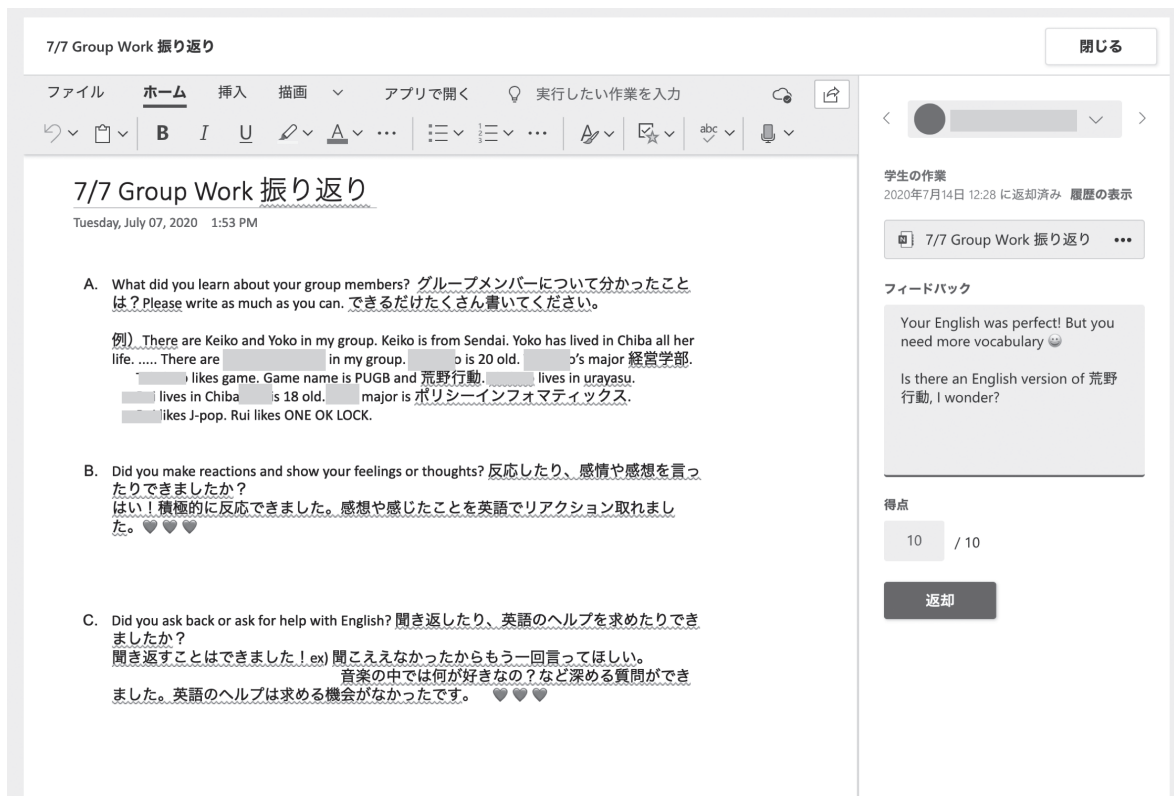 7/7 Group Work 振り返り
閉じる
ファイル ホーム 挿入 描画 アプリで開く 実行したい作業を入力
B I U A abc
7/7 Group Work 振り返り
Tuesday, July 07, 2020 1:53 PM
A. What did you learn about your group members? グループメンバーについて分かったこと
は？Please write as much as you can. できるだけたくさん書いてください。
例）There are Keiko and Yoko in my group. Keiko is from Sendai. Yoko has lived in Chiba all her
life. ..... There are in my group. o is 20 old. o’s major 経営学部.
likes game. Game name is PUGB and 荒野行動. lives in urayasu.
lives in Chiba is 18 old. major is ポリシーインフォマティックス.
likes J-pop. Rui likes ONE OK LOCK.
B. Did you make reactions and show your feelings or thoughts? 反応したり、感情や感想を言っ
たりできましたか？
はい！積極的に反応できました。感想や感じたことを英語でリアクション取れまし
た。
C. Did you ask back or ask for help with English? 聞き返したり、英語のヘルプを求めたりでき
ましたか？
聞き返すことはできました！ex) 聞こええなかったからもう一回言ってほしい。
音楽の中では何が好きなの？など深める質問ができ
ました。英語のヘルプは求める機会がなかったです。
学生の作業
2020年7月14日 12:28 に返却済み 履歴の表示
7/7 Group Work 振り返り
フィードバック
Your English was perfect! But you
need more vocabulary 😀
Is there an English version of 荒野
行動, I wonder?
得点
10 / 10
返却